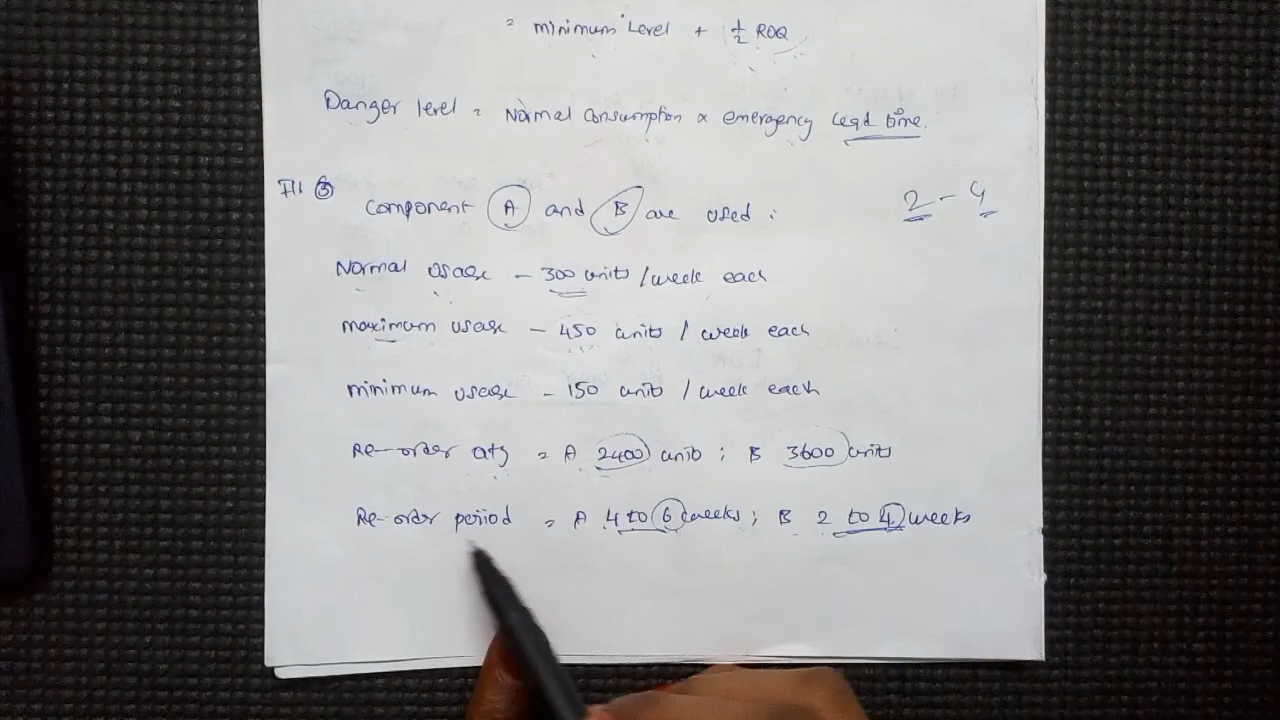 = minimum Level + 1/2 ROQ
Danger level = Normal Consumption x emergency lead time.
Component A and B are used :
2 - 4
Normal usage - 300 units / week each
maximum usage - 450 units / week each
minimum usage - 150 units / week each
Re-order qty = A 2400 units ; B 3600 units
Re-order period = A 4 to 6 weeks ; B 2 to 4 weeks